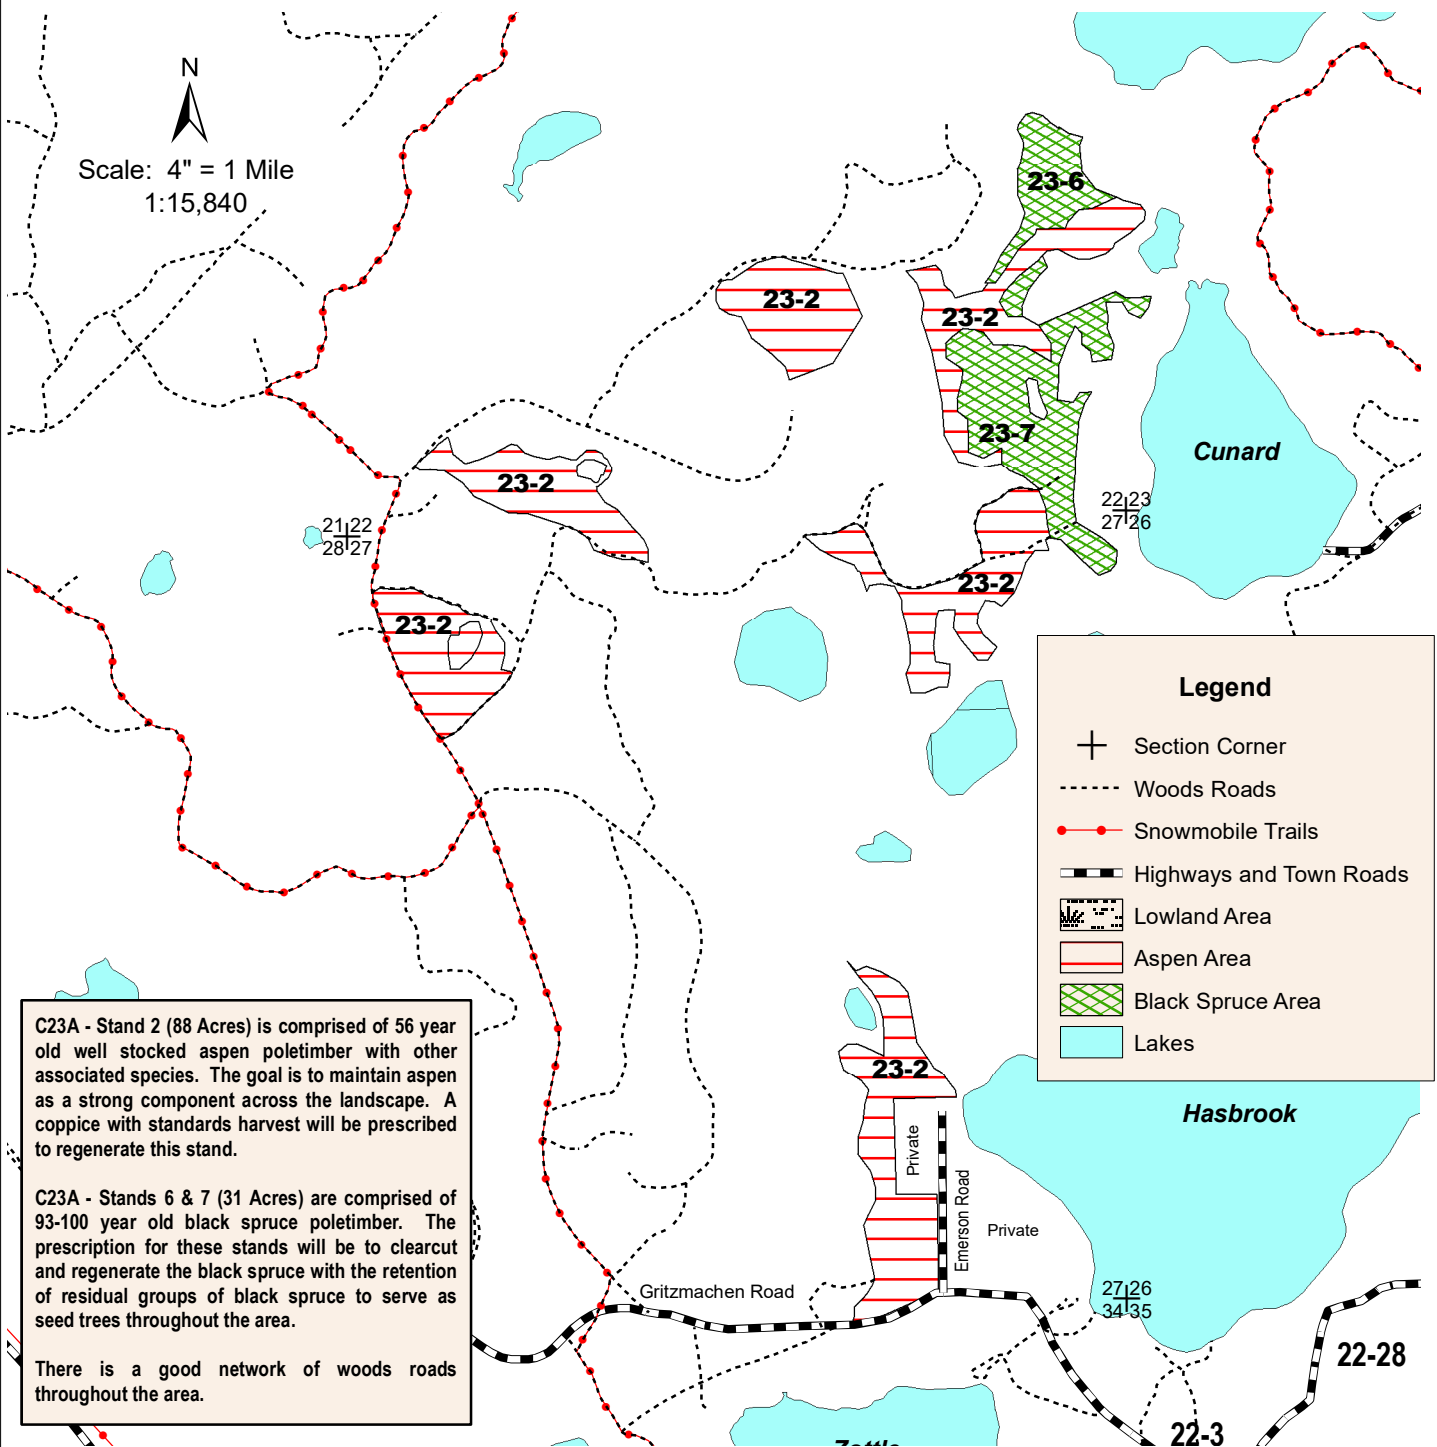 N
Scale: 4" = 1 Mile
1:15,840
23-6
23-2
23-2
23-7
Cunard
23-2
22 23
27 26
21 22
28 27
23-2
23-2
Legend
Section Corner
Woods Roads
Snowmobile Trails
Highways and Town Roads
Lowland Area
Aspen Area
Black Spruce Area
Lakes
C23A - Stand 2 (88 Acres) is comprised of 56 year
old well stocked aspen poletimber with other
associated species. The goal is to maintain aspen
as a strong component across the landscape. A
coppice with standards harvest will be prescribed
to regenerate this stand.
C23A - Stands 6 & 7 (31 Acres) are comprised of
93-100 year old black spruce poletimber. The
prescription for these stands will be to clearcut
and regenerate the black spruce with the retention
of residual groups of black spruce to serve as
seed trees throughout the area.
There is a good network of woods roads
throughout the area.
23-2
Hasbrook
Private
Emerson Road
Private
Gritzmachen Road
27 26
34 35
22-28
22-3